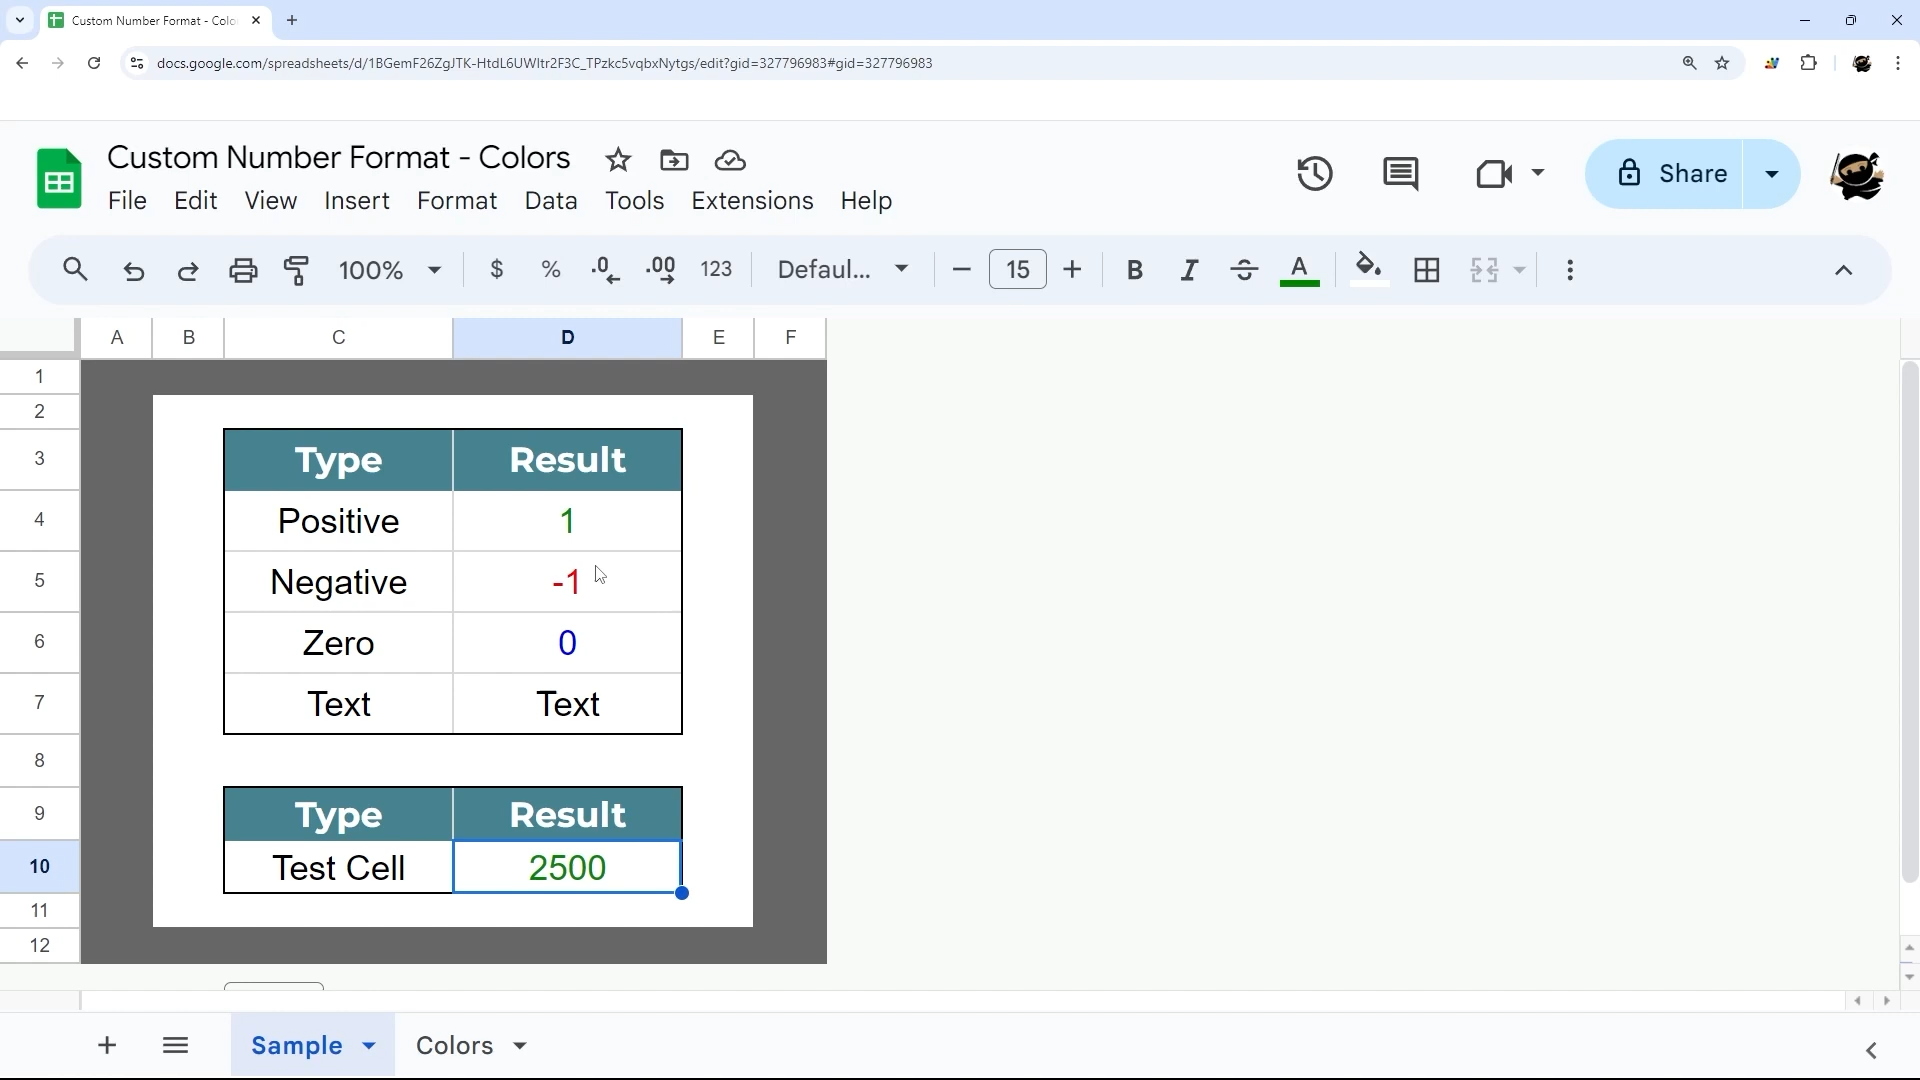 Custom Number Format - Colo
docs.google.com/spreadsheets/d/1BGemF26ZgJTK-HtdL6UWltr2F3C_TPzkc5vqbxNytgs/edit?gid=327796983#gid=327796983
Custom Number Format - Colors
File Edit View Insert Format Data Tools Extensions Help
Share
100% $ % .0 .00 123 Defaul... 15 B I S A
A B C D E F
1
2
3 Type Result
4 Positive 1
5 Negative -1
6 Zero 0
7 Text Text
8
9 Type Result
10 Test Cell 2500
11
12
Sample Colors